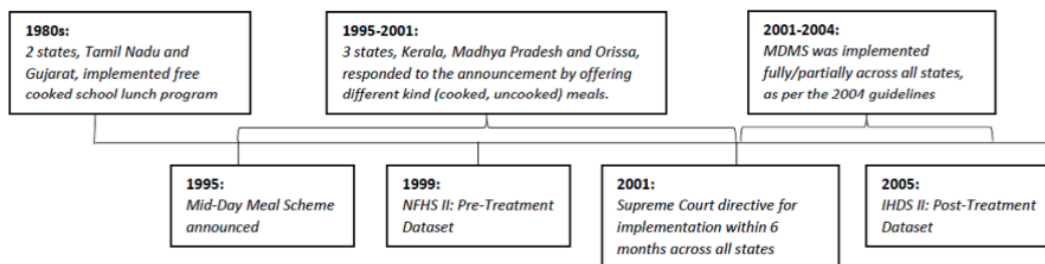 1980s:
2 states, Tamil Nadu and
Gujarat, implemented free
cooked school lunch program
1995-2001:
3 states, Kerala, Madhya Pradesh and Orissa,
responded to the announcement by offering
different kind (cooked, uncooked) meals.
2001-2004:
MDMS was implemented
fully/partially across all states,
as per the 2004 guidelines
1995:
Mid-Day Meal Scheme
announced
1999:
NFHS II: Pre-Treatment
Dataset
2001:
Supreme Court directive for
implementation within 6
months across all states
2005:
IHDS II: Post-Treatment
Dataset